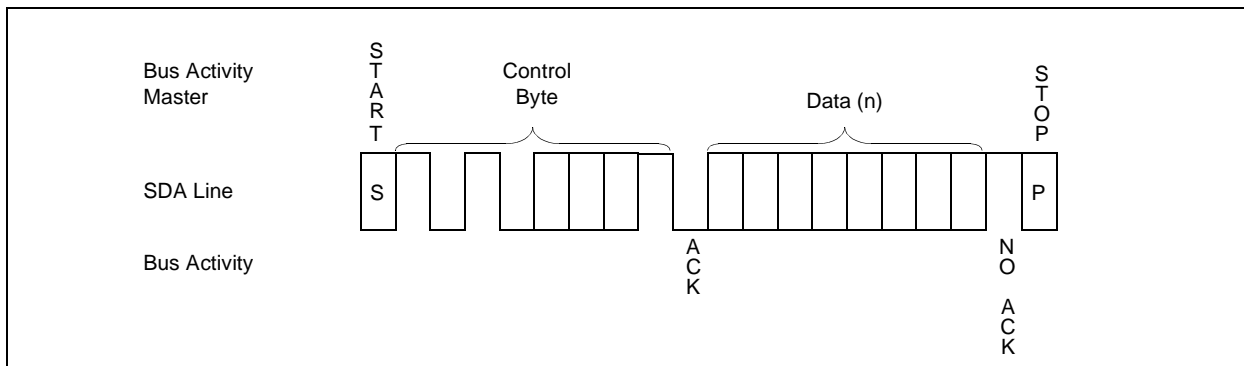 Bus Activity
Master
START
Control
Byte
Data (n)
STOP
SDA Line
S
P
Bus Activity
ACK
NO ACK